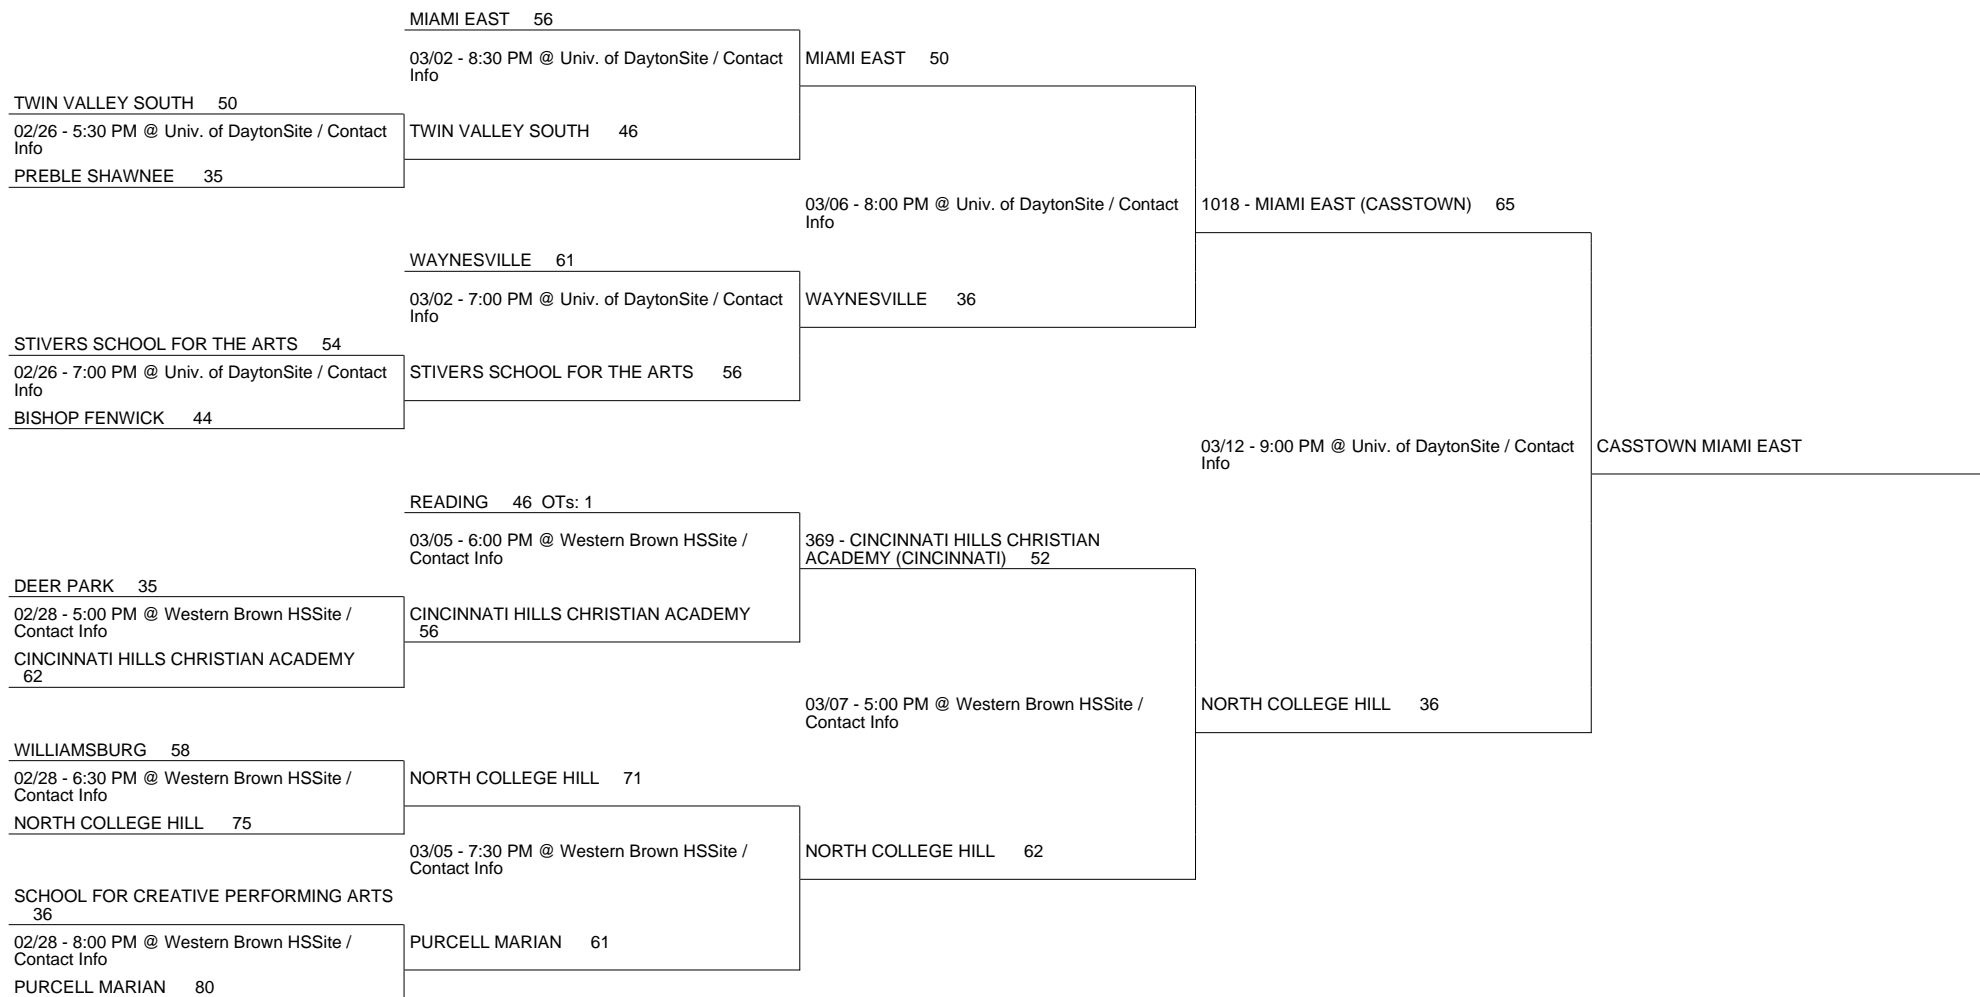 MIAMI EAST 56
03/02 - 8:30 PM @ Univ. of DaytonSite / Contact
Info
MIAMI EAST 50
TWIN VALLEY SOUTH 50
02/26 - 5:30 PM @ Univ. of DaytonSite / Contact
Info
TWIN VALLEY SOUTH 46
PREBLE SHAWNEE 35
03/06 - 8:00 PM @ Univ. of DaytonSite / Contact
Info
1018 - MIAMI EAST (CASSTOWN) 65
WAYNESVILLE 61
03/02 - 7:00 PM @ Univ. of DaytonSite / Contact
Info
WAYNESVILLE 36
STIVERS SCHOOL FOR THE ARTS 54
02/26 - 7:00 PM @ Univ. of DaytonSite / Contact
Info
STIVERS SCHOOL FOR THE ARTS 56
BISHOP FENWICK 44
03/12 - 9:00 PM @ Univ. of DaytonSite / Contact
Info
CASSTOWN MIAMI EAST
READING 46 OTs: 1
03/05 - 6:00 PM @ Western Brown HSSite /
Contact Info
369 - CINCINNATI HILLS CHRISTIAN
ACADEMY (CINCINNATI) 52
DEER PARK 35
02/28 - 5:00 PM @ Western Brown HSSite /
Contact Info
CINCINNATI HILLS CHRISTIAN ACADEMY
56
CINCINNATI HILLS CHRISTIAN ACADEMY
62
03/07 - 5:00 PM @ Western Brown HSSite /
Contact Info
NORTH COLLEGE HILL 36
WILLIAMSBURG 58
02/28 - 6:30 PM @ Western Brown HSSite /
Contact Info
NORTH COLLEGE HILL 71
NORTH COLLEGE HILL 75
03/05 - 7:30 PM @ Western Brown HSSite /
Contact Info
NORTH COLLEGE HILL 62
SCHOOL FOR CREATIVE PERFORMING ARTS
36
02/28 - 8:00 PM @ Western Brown HSSite /
Contact Info
PURCELL MARIAN 61
PURCELL MARIAN 80